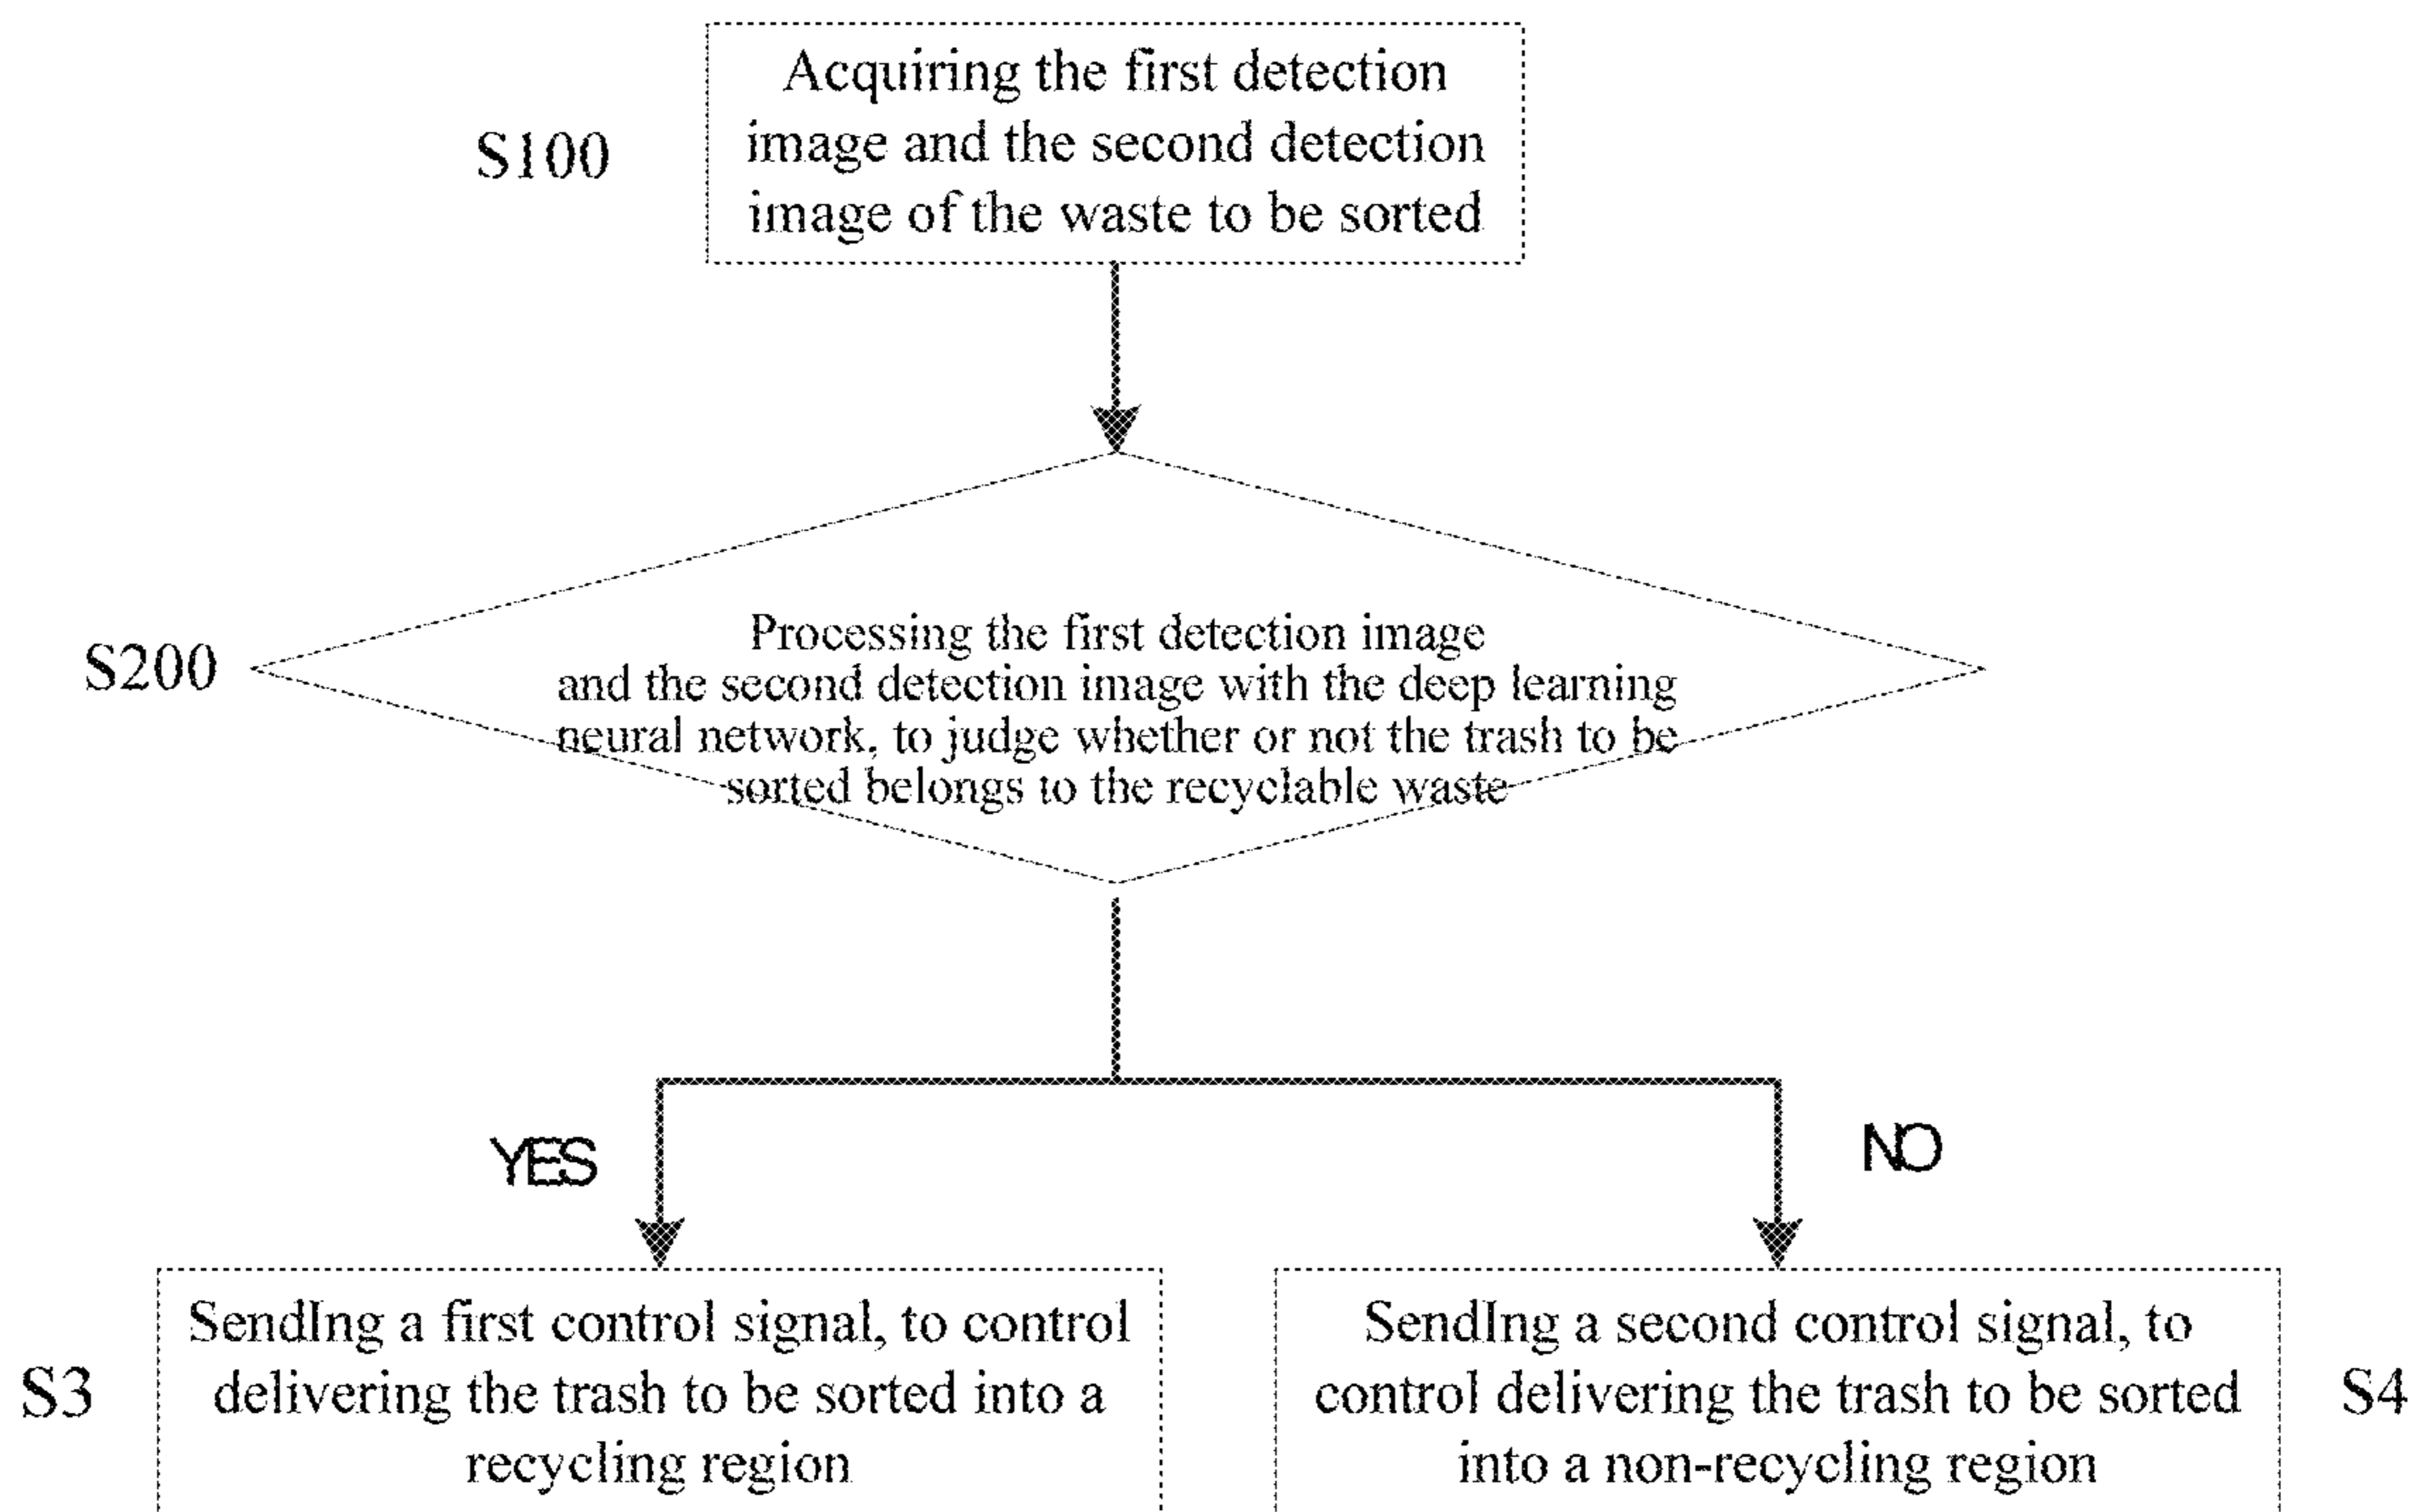 Acquiring the first detection
image and the second detection
image of the waste to be sorted
S100
Processing the first detection image
and the second detection image with the deep learning
neural network, to judge whether or not the trash to be
sorted belongs to the recyclable waste
S200
YES
NO
S3
SendIng a first control signal, to control
delivering the trash to be sorted into a
recycling region
SendIng a second control signal, to
control delivering the trash to be sorted
into a non-recycling region
S4